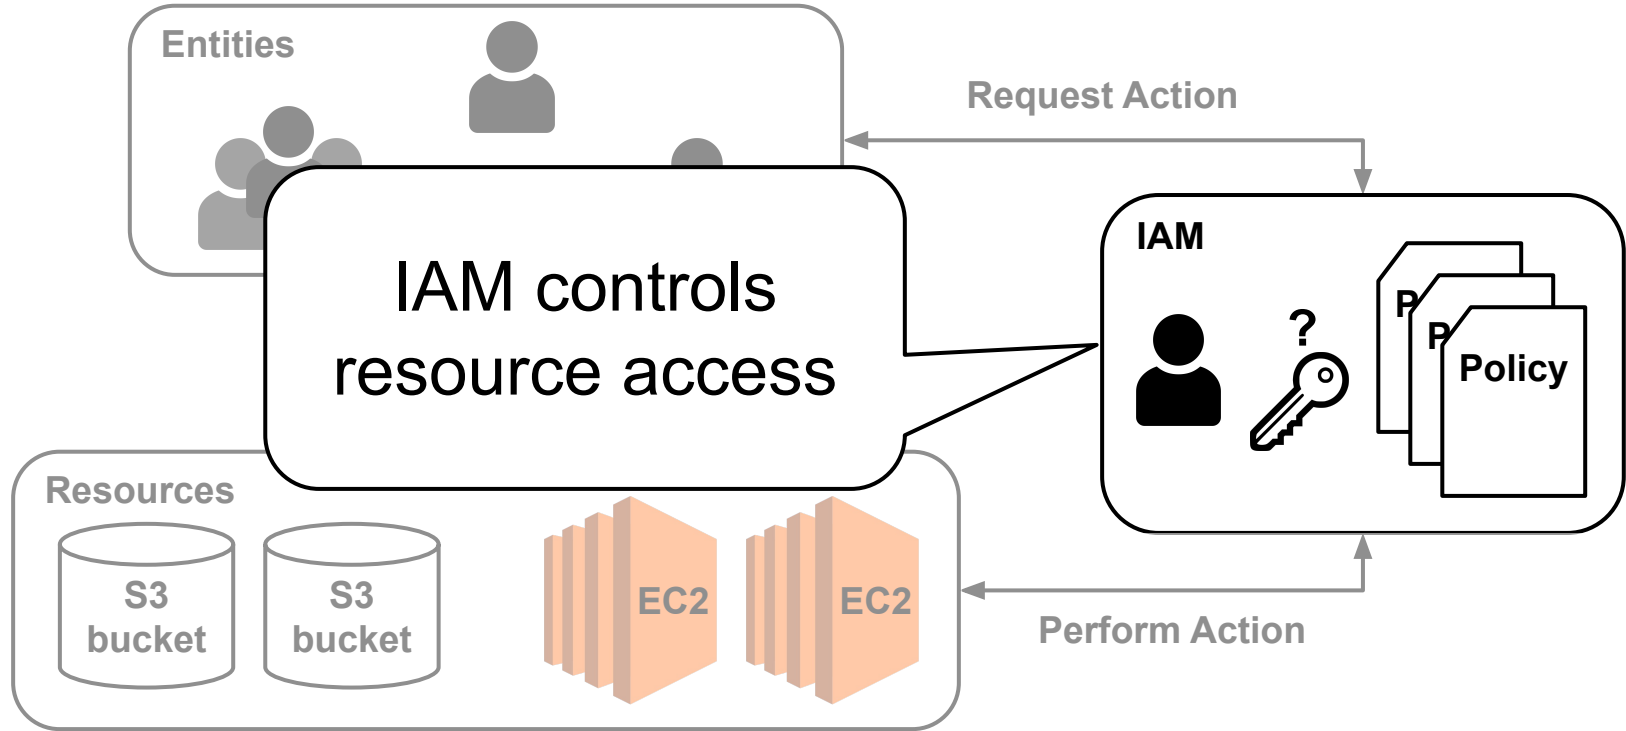 Entities
Request Action
IAM controls
resource access
IAM
?
P
P
Policy
Resources
S3
bucket
S3
bucket
EC2
EC2
Perform Action